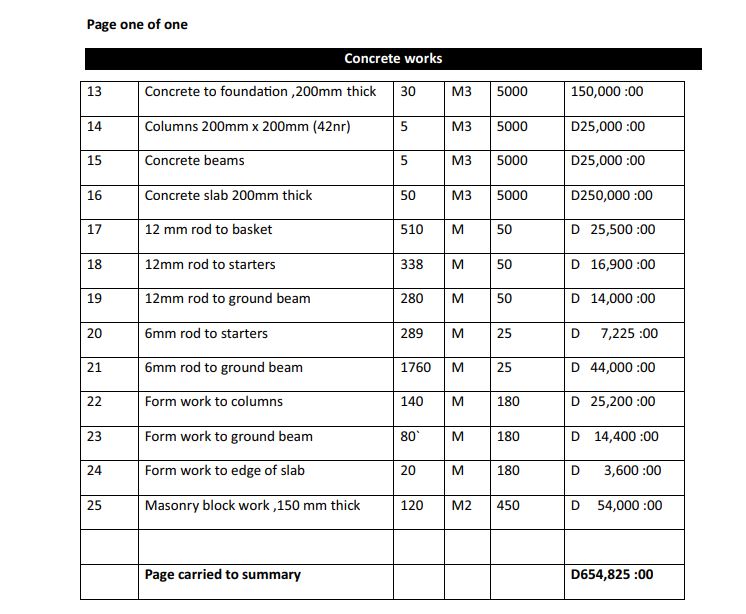 Page one of one
Concrete works
13 Concrete to foundation ,200mm thick 30 M3 5000 150,000 :00
14 Columns 200mm x 200mm (42nr) 5 M3 5000 D25,000 :00
15 Concrete beams 5 M3 5000 D25,000 :00
16 Concrete slab 200mm thick 50 M3 5000 D250,000 :00
17 12 mm rod to basket 510 M 50 D 25,500 :00
18 12mm rod to starters 338 M 50 D 16,900 :00
19 12mm rod to ground beam 280 M 50 D 14,000 :00
20 6mm rod to starters 289 M 25 D 7,225 :00
21 6mm rod to ground beam 1760 M 25 D 44,000 :00
22 Form work to columns 140 M 180 D 25,200 :00
23 Form work to ground beam 80` M 180 D 14,400 :00
24 Form work to edge of slab 20 M 180 D 3,600 :00
25 Masonry block work ,150 mm thick 120 M2 450 D 54,000 :00
Page carried to summary D654,825 :00